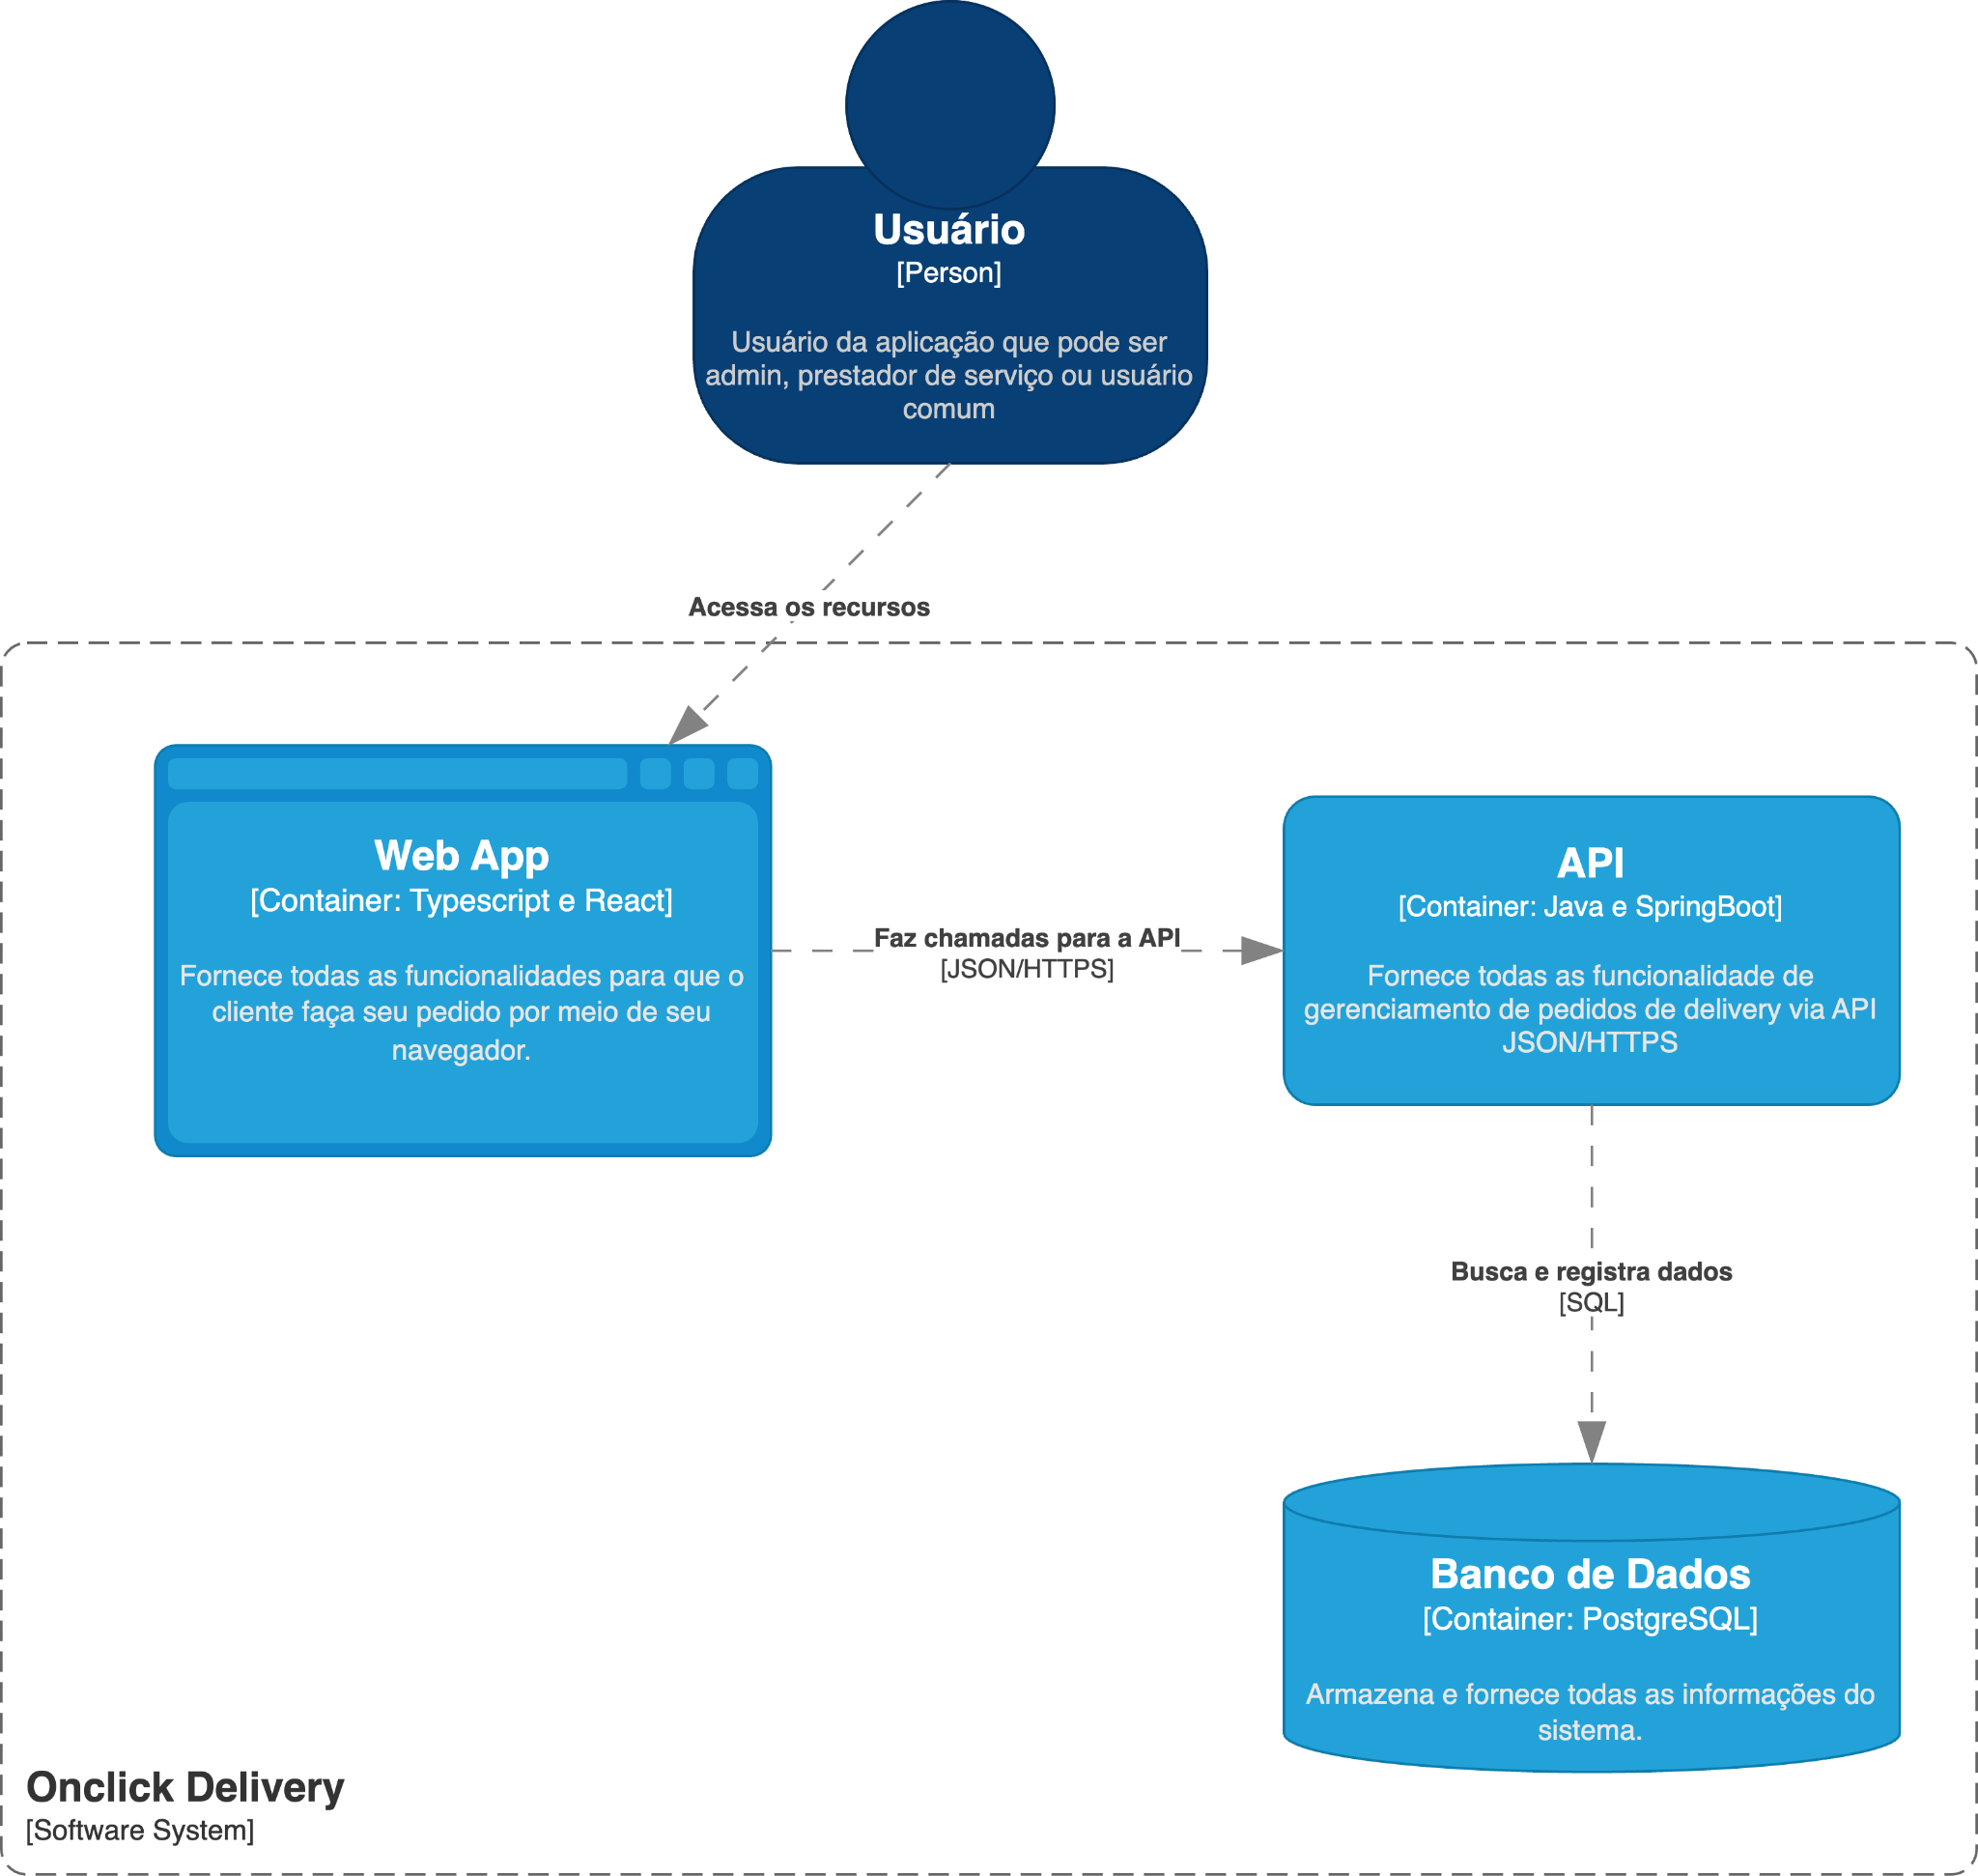 Usuário
[Person]
Usuário da aplicação que pode ser
admin, prestador de serviço ou usuário
comum
Acessa os recursos
Web App
[Container: Typescript e React]
Fornece todas as funcionalidades para que o
cliente faça seu pedido por meio de seu
navegador.
Faz chamadas para a API
[JSON/HTTPS]
API
[Container: Java e SpringBoot]
Fornece todas as funcionalidade de
gerenciamento de pedidos de delivery via API
JSON/HTTPS
Busca e registra dados
[SQL]
Banco de Dados
[Container: PostgreSQL]
Armazena e fornece todas as informações do
sistema.
Onclick Delivery
[Software System]